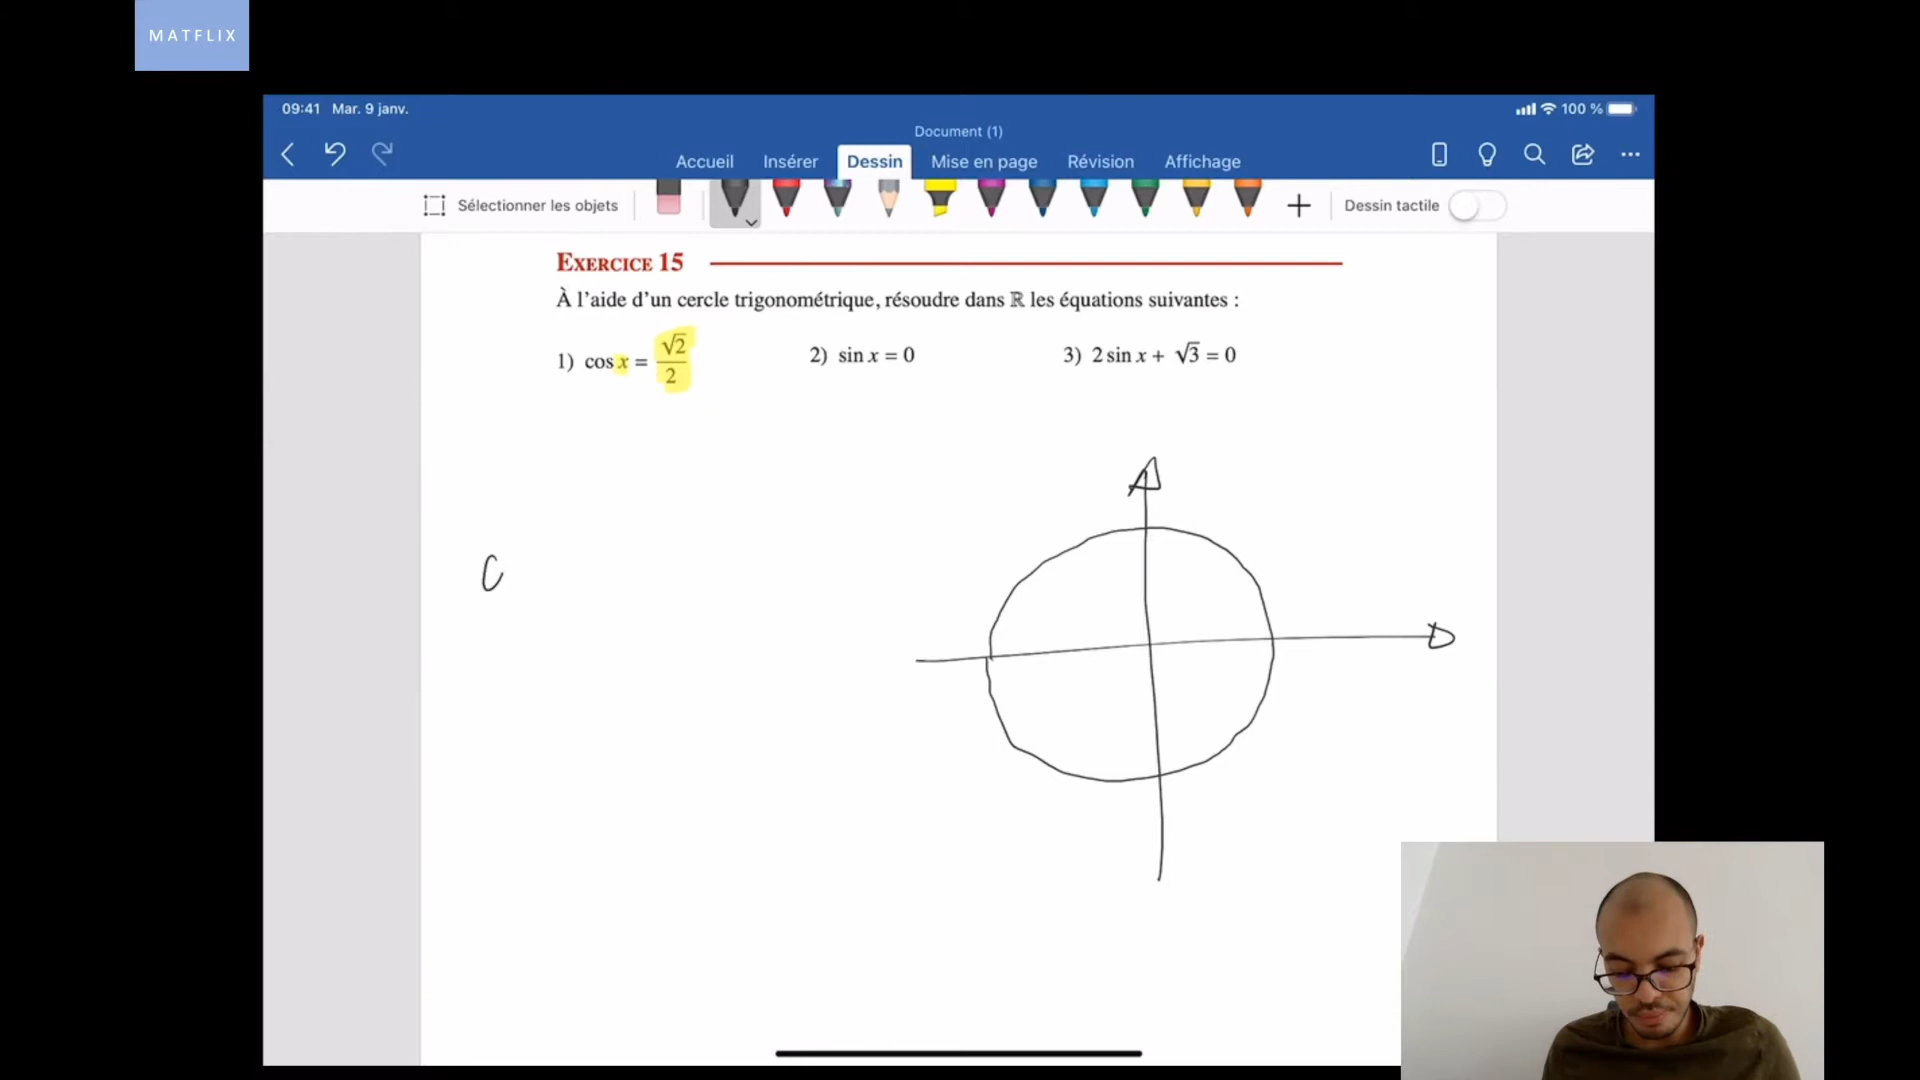 MATFLIX
09:41 Mar. 9 janv.
100 %
Document (1)
Accueil Insérer Dessin Mise en page Révision Affichage
Sélectionner les objets
Dessin tactile
EXERCICE 15
À l'aide d'un cercle trigonométrique, résoudre dans ℝ les équations suivantes :
1) cos x = √2/2 2) sin x = 0 3) 2 sin x + √3 = 0
C